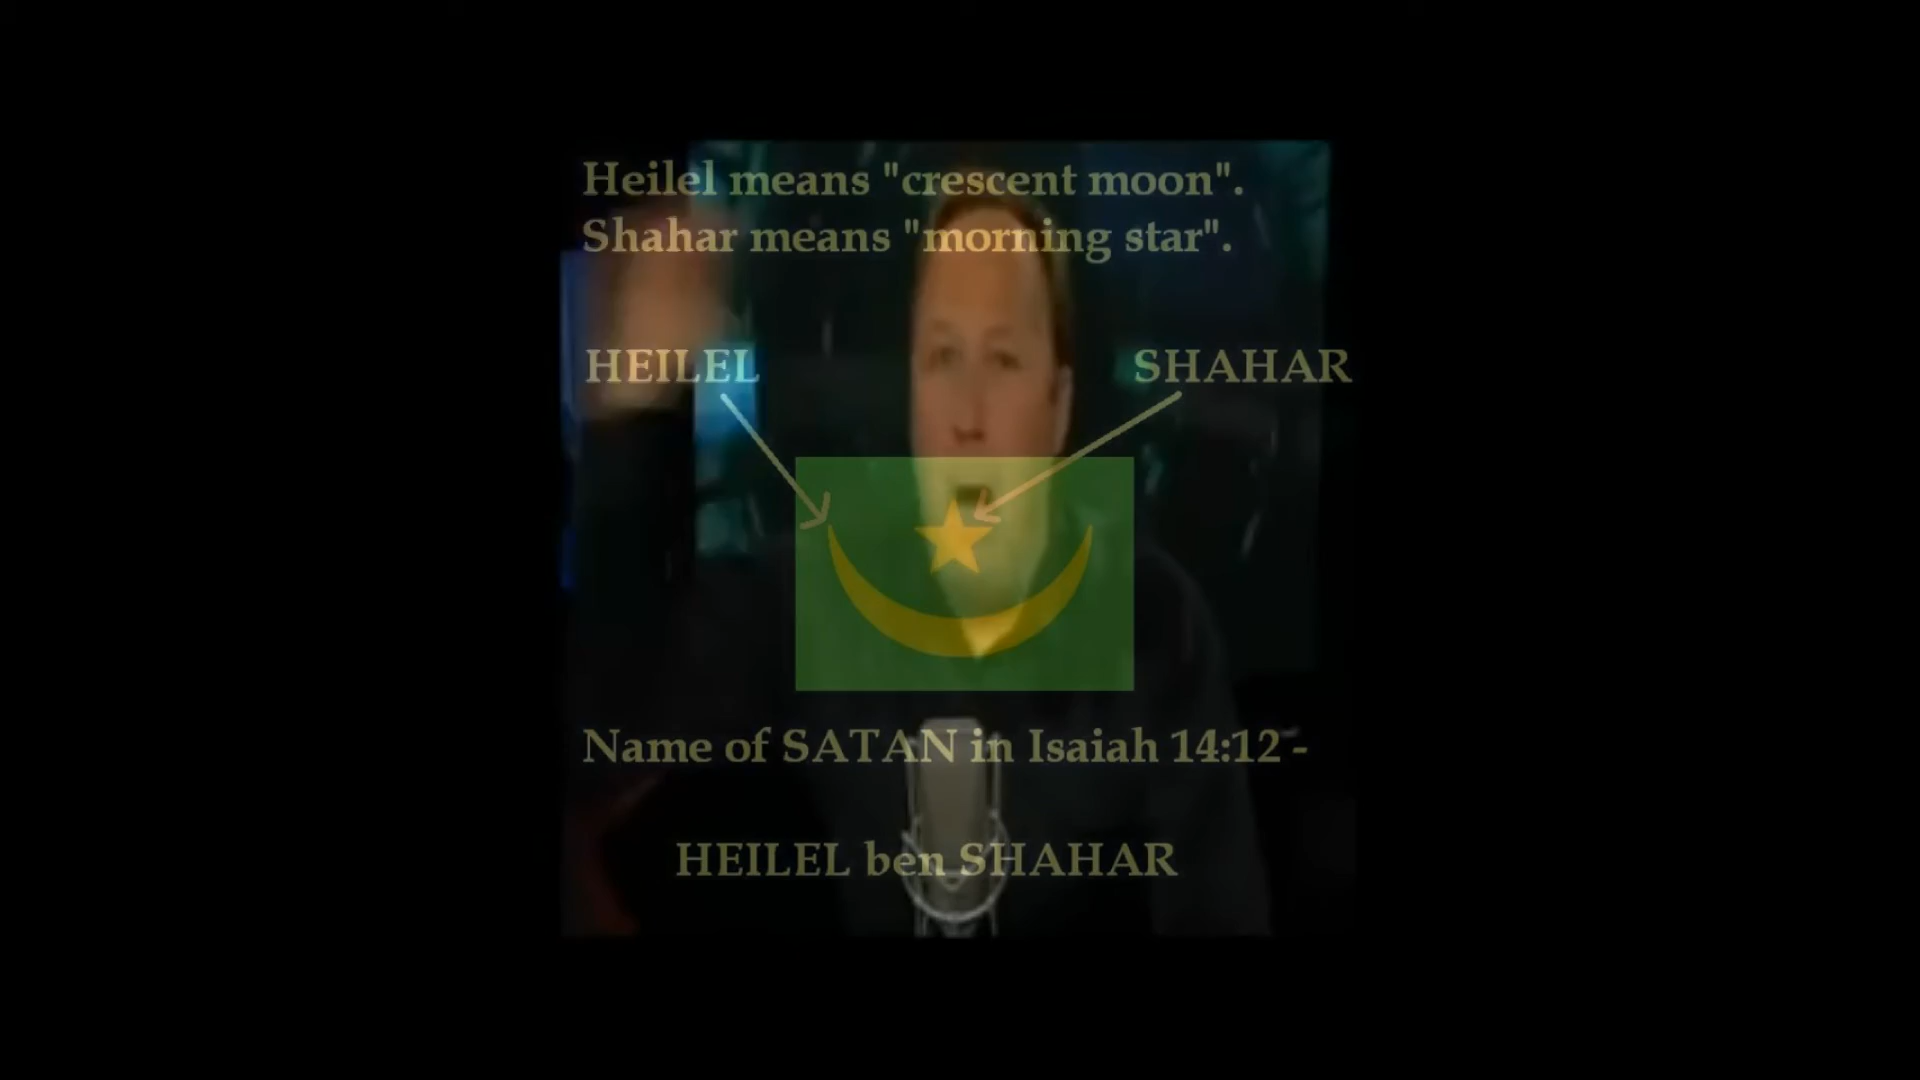 Heilel means "crescent moon".
Shahar means "morning star".
HEILEL
SHAHAR
Name of SATAN in Isaiah 14:12 -
HEILEL ben SHAHAR